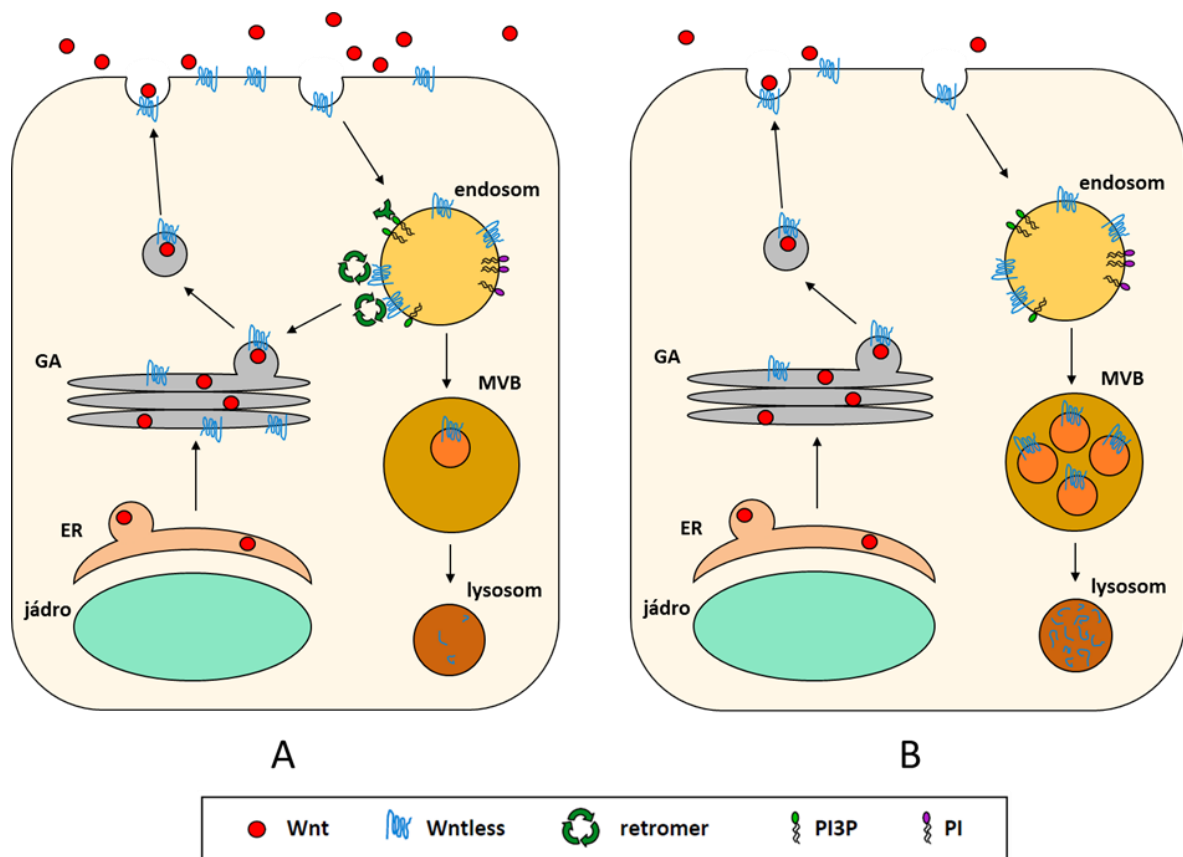 endosom
GA
MVB
ER
jádro
lysosom
endosom
GA
MVB
ER
jádro
lysosom
A
B
Wnt
Wntless
retromer
PI3P
PI